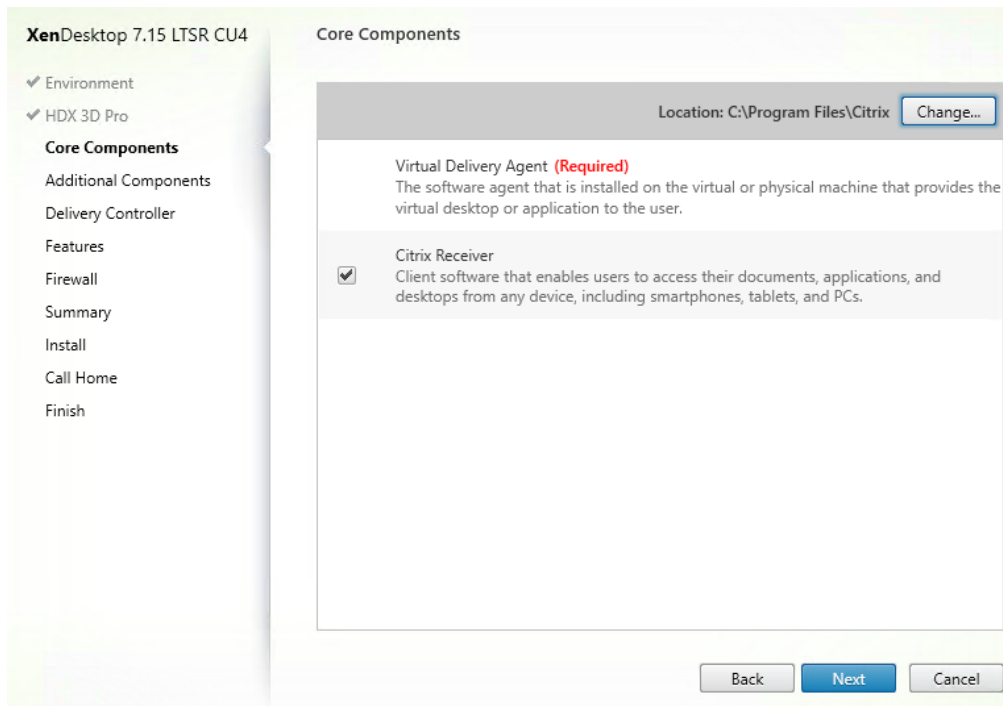 XenDesktop 7.15 LTSR CU4
Environment
HDX 3D Pro
Core Components
Additional Components
Delivery Controller
Features
Firewall
Summary
Install
Call Home
Finish
Core Components
Location: C:\Program Files\Citrix
Change...
Virtual Delivery Agent (Required)
The software agent that is installed on the virtual or physical machine that provides the
virtual desktop or application to the user.
Citrix Receiver
Client software that enables users to access their documents, applications, and
desktops from any device, including smartphones, tablets, and PCs.
Back
Next
Cancel